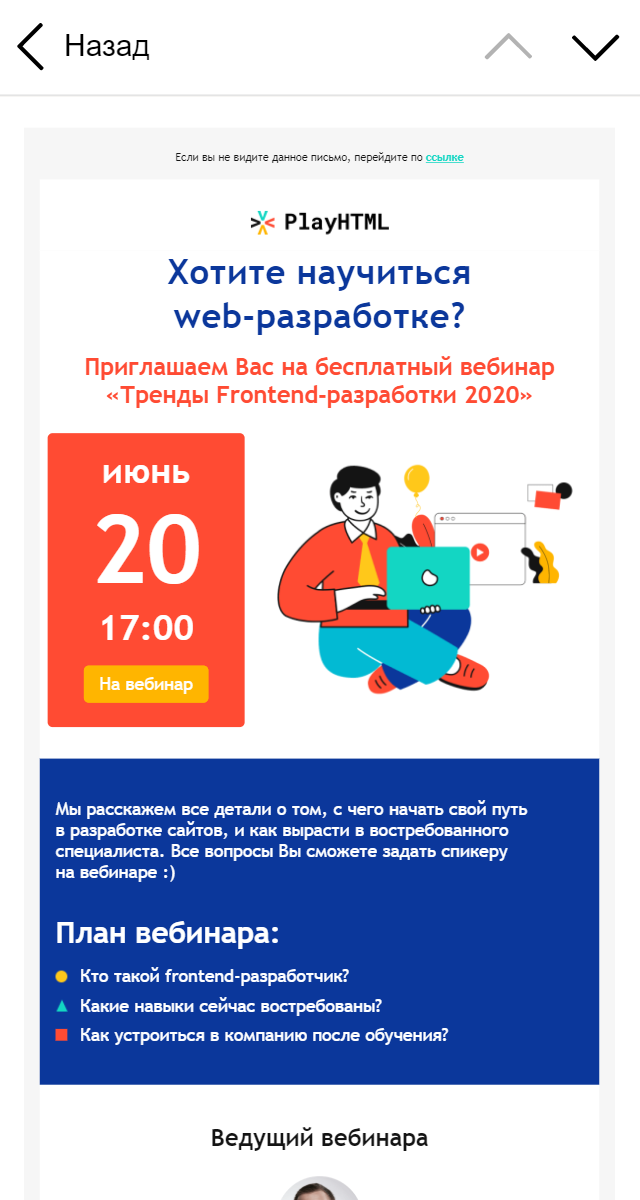 Назад
Если вы не видите данное письмо, перейдите по ссылке
PlayHTML
Хотите научиться
web-разработке?
Приглашаем Вас на бесплатный вебинар
«Тренды Frontend-разработки 2020»
июнь
20
17:00
На вебинар
Мы расскажем все детали о том, с чего начать свой путь
в разработке сайтов, и как вырасти в востребованного
специалиста. Все вопросы Вы сможете задать спикеру
на вебинаре :)
План вебинара:
Кто такой frontend-разработчик?
Какие навыки сейчас востребованы?
Как устроиться в компанию после обучения?
Ведущий вебинара